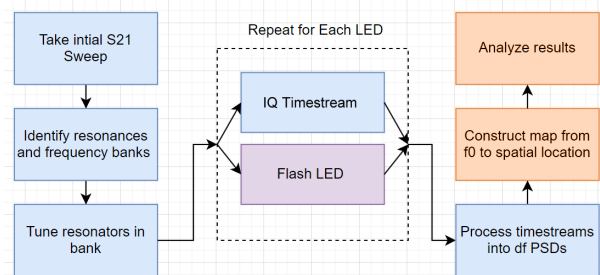 Take intial S21
Sweep
Identify resonances
and frequency banks
Tune resonators in
bank
Repeat for Each LED
IQ Timestream
Flash LED
Analyze results
Construct map from
f0 to spatial location
Process timestreams
into df PSDs